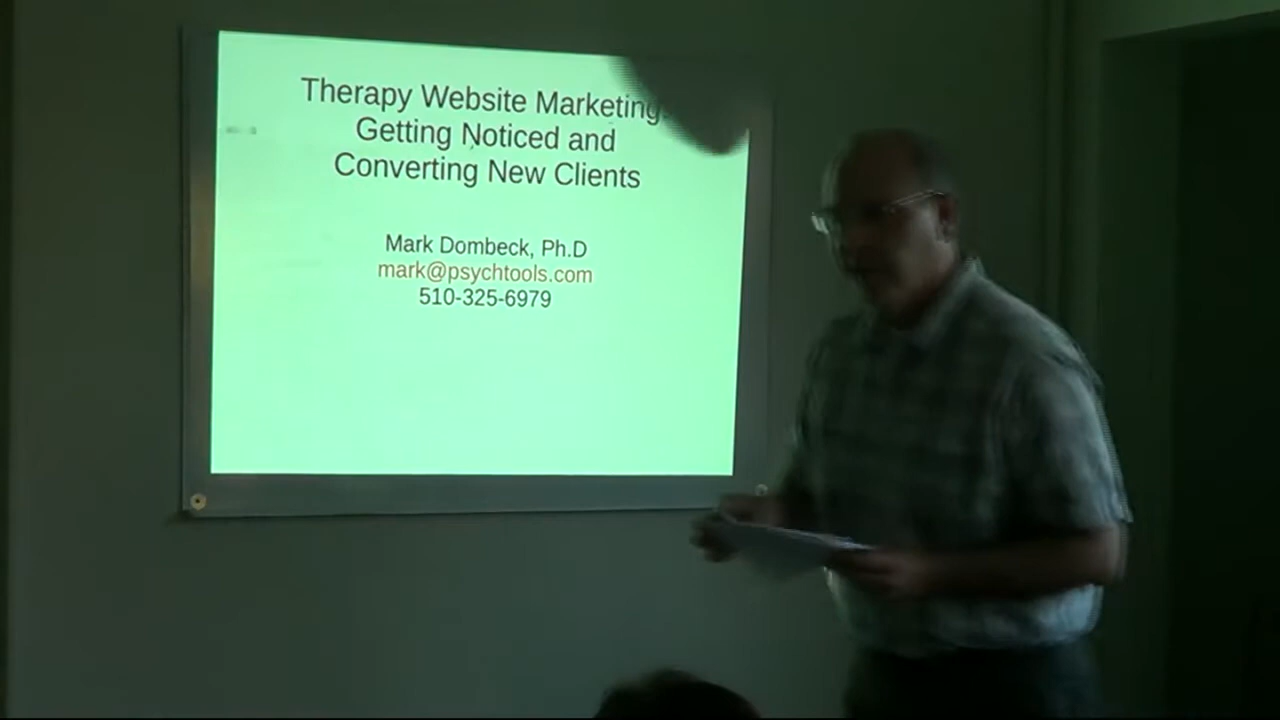 Therapy Website Marketing:
Getting Noticed and
Converting New Clients
Mark Dombeck, Ph.D
mark@psychtools.com
510-325-6979